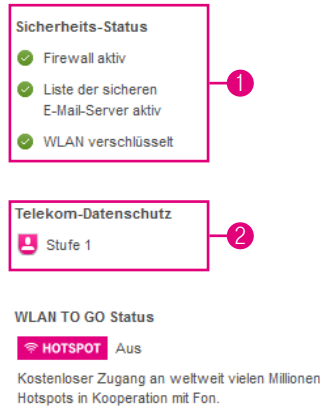 Sicherheits-Status
Firewall aktiv
Liste der sicheren
E-Mail-Server aktiv
WLAN verschlüsselt
1
Telekom-Datenschutz
Stufe 1
2
WLAN TO GO Status
HOTSPOT Aus
Kostenloser Zugang an weltweit vielen Millionen
Hotspots in Kooperation mit Fon.